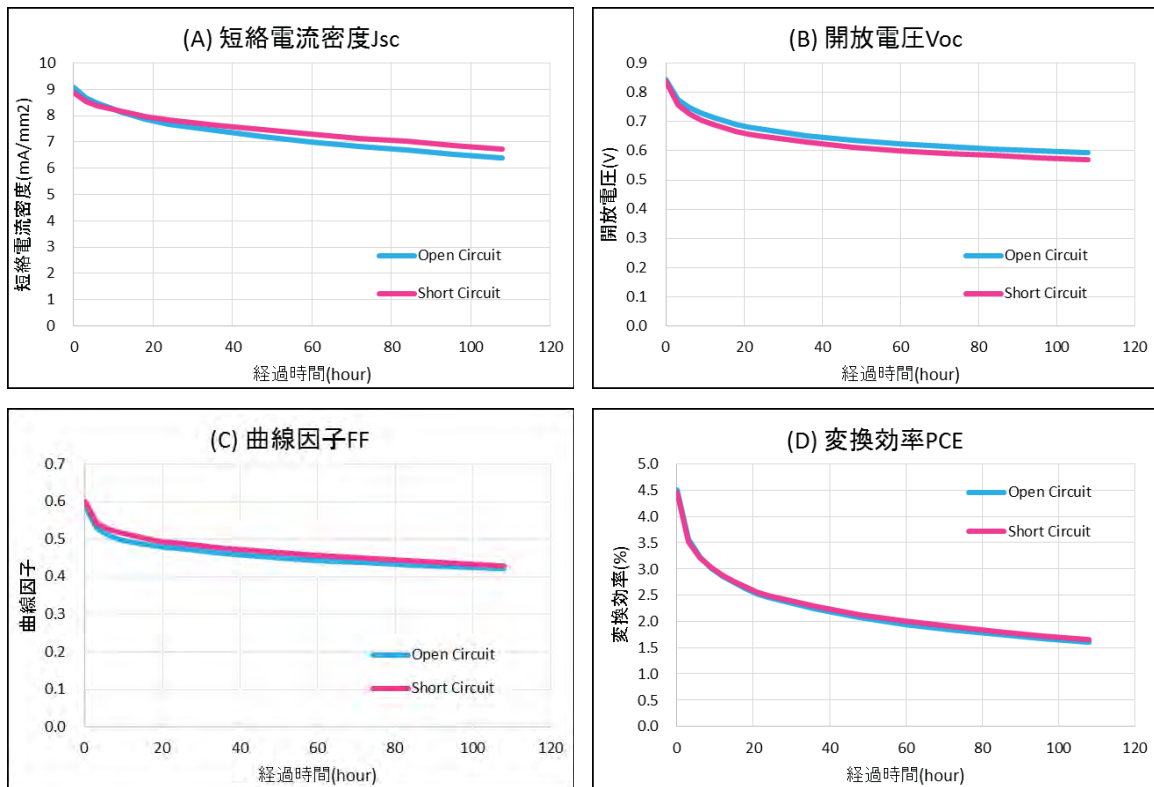 (A) 短絡電流密度Jsc
短絡電流密度(mA/mm2)
10
9
8
7
6
5
4
3
2
1
0
Open Circuit
Short Circuit
0 20 40 60 80 100 120
経過時間(hour)
(B) 開放電圧Voc
開放電圧(V)
0.9
0.8
0.7
0.6
0.5
0.4
0.3
0.2
0.1
0.0
Open Circuit
Short Circuit
0 20 40 60 80 100 120
経過時間(hour)
(C) 曲線因子FF
曲線因子
0.7
0.6
0.5
0.4
0.3
0.2
0.1
0.0
Open Circuit
Short Circuit
0 20 40 60 80 100 120
経過時間(hour)
(D) 変換効率PCE
変換効率(%)
5.0
4.5
4.0
3.5
3.0
2.5
2.0
1.5
1.0
0.5
0.0
Open Circuit
Short Circuit
0 20 40 60 80 100 120
経過時間(hour)